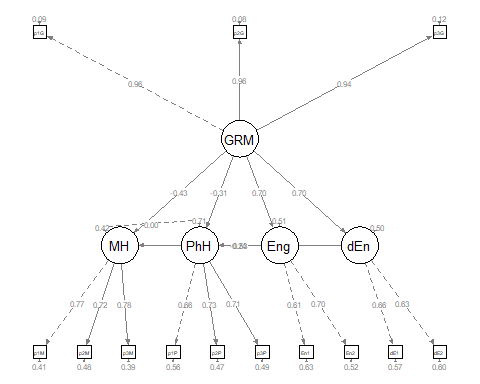 0.09 0.08 0.12
p1G p2G p3G
0.96 0.96 0.94
GRM
-0.43 -0.31 0.70 0.70
0.42 0.00 0.71 0.51 0.50
MH PhH Eng dEn
0.77 0.72 0.78 0.66 0.73 0.71 0.61 0.70 0.66 0.63
p1M p2M p3M p1P p2P p3P En1 En2 dE1 dE2
0.41 0.48 0.39 0.56 0.47 0.49 0.63 0.52 0.57 0.60